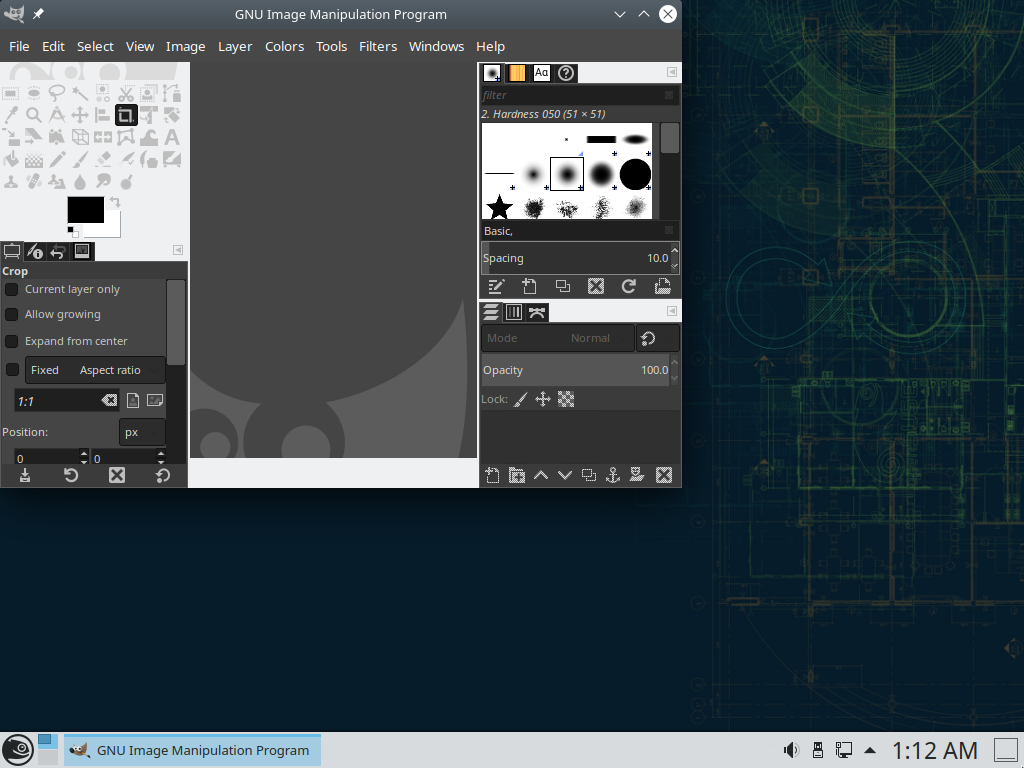 GNU Image Manipulation Program
File Edit Select View Image Layer Colors Tools Filters Windows Help
Aa
filter
2. Hardness 050 (51 × 51)
Basic,
Spacing 10.0
Crop
Current layer only
Allow growing
Expand from center
Fixed Aspect ratio
1:1
Position: px
0 0
Mode Normal
Opacity 100.0
Lock:
GNU Image Manipulation Program
1:12 AM